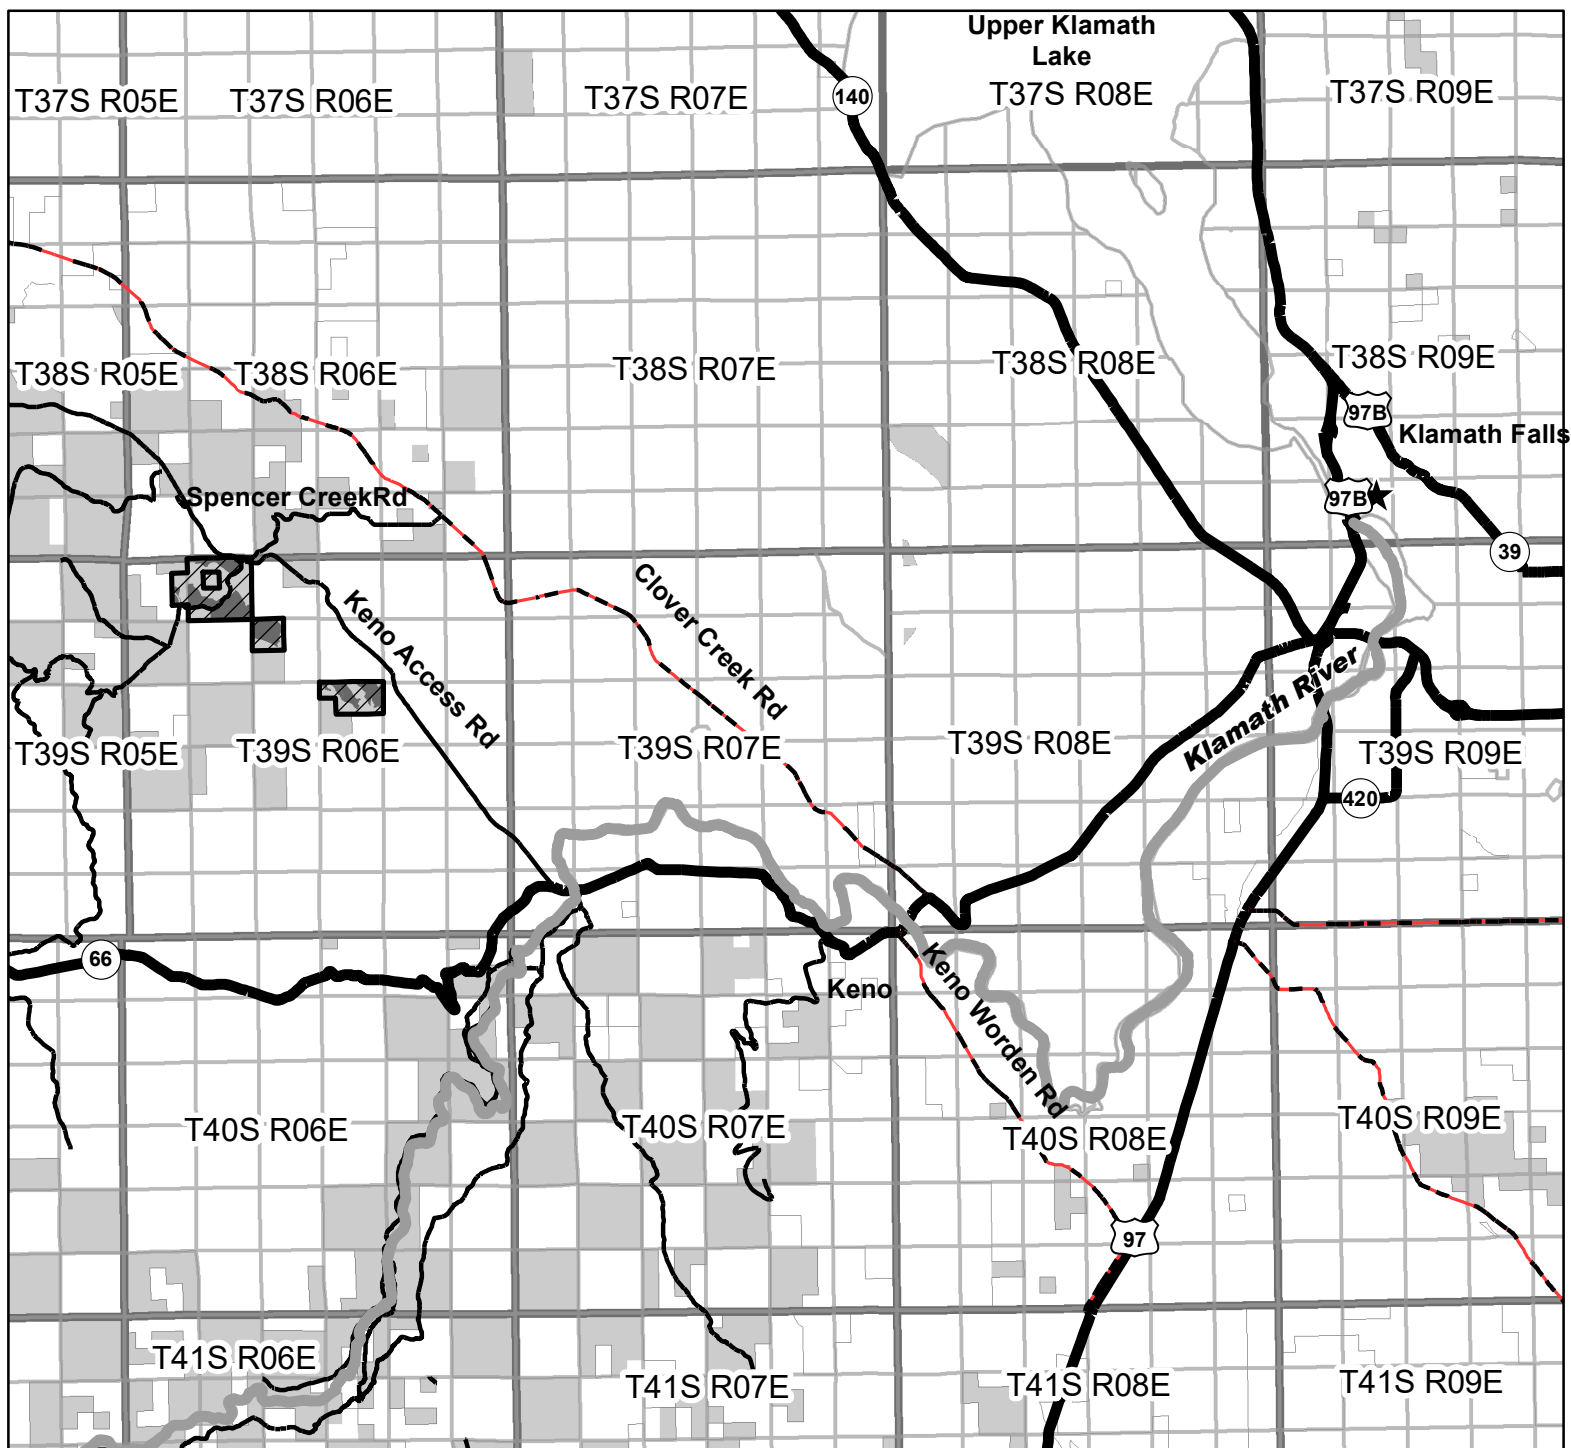 Upper Klamath
Lake
T37S R05E
T37S R06E
T37S R07E
140
T37S R08E
T37S R09E
T38S R05E
T38S R06E
T38S R07E
T38S R08E
T38S R09E
97B
Klamath Falls
Spencer CreekRd
97B
39
Keno Access Rd
Clover Creek Rd
Klamath River
T39S R05E
T39S R06E
T39S R07E
T39S R08E
T39S R09E
420
66
Keno
Keno Worden Rd
T40S R06E
T40S R07E
T40S R08E
T40S R09E
97
T41S R06E
T41S R07E
T41S R08E
T41S R09E